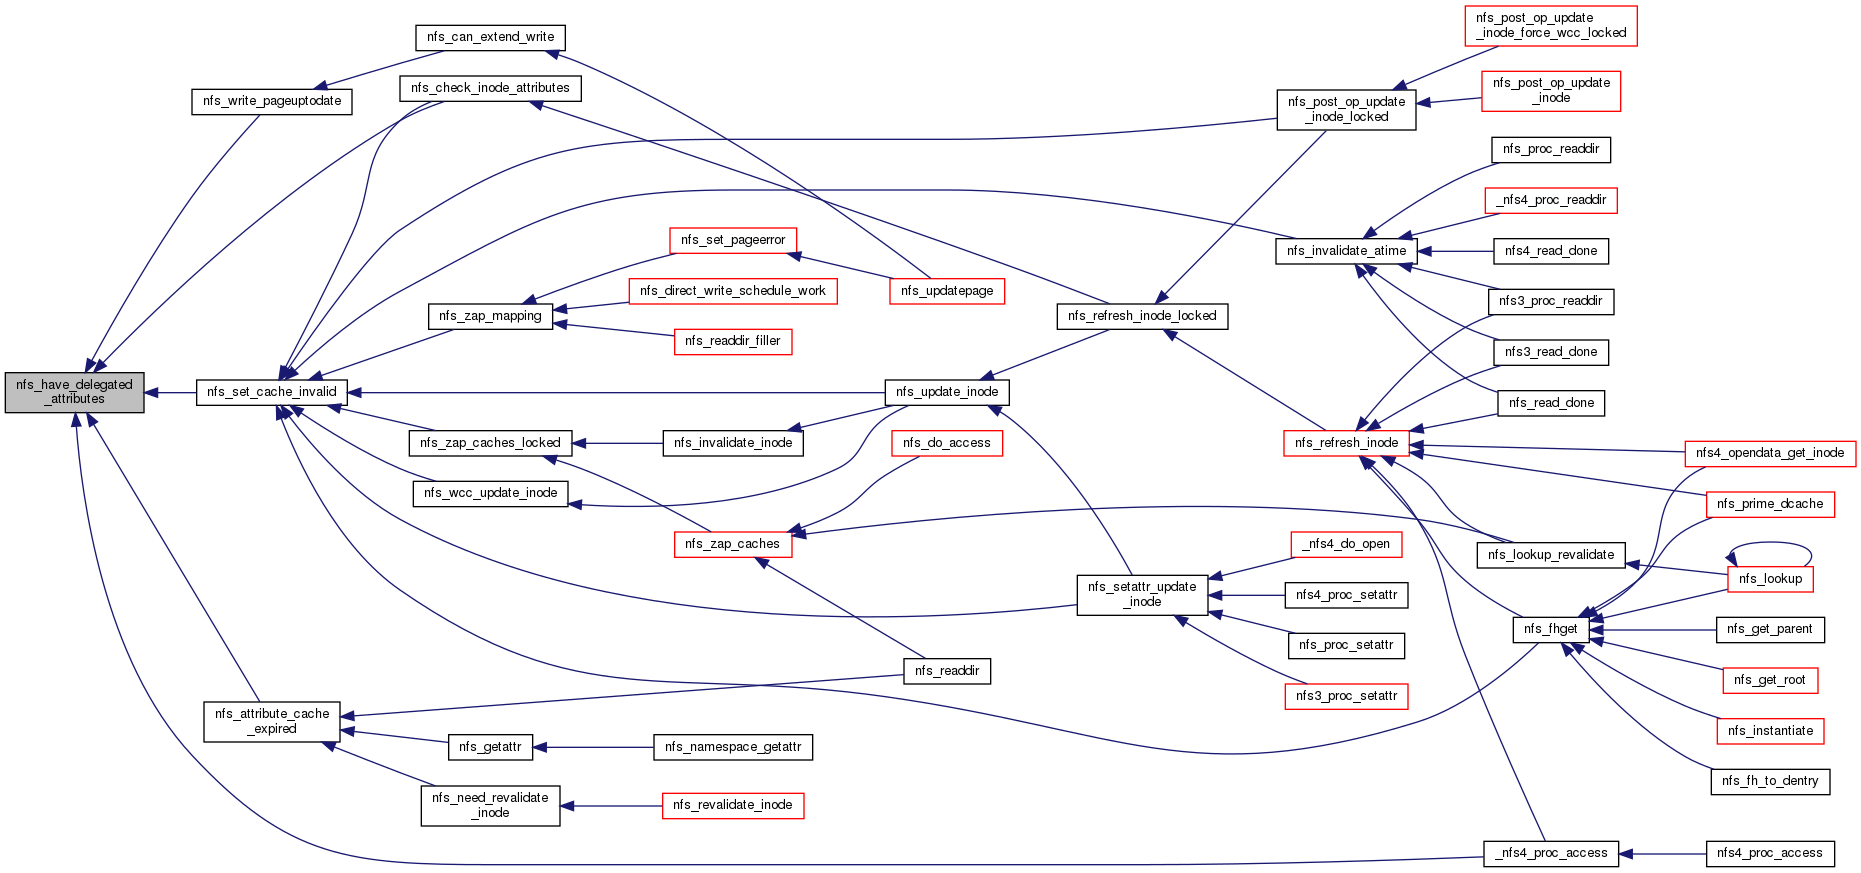 nfs_have_delegated
_attributes
nfs_write_pageuptodate
nfs_can_extend_write
nfs_check_inode_attributes
nfs_set_cache_invalid
nfs_zap_mapping
nfs_set_pageerror
nfs_direct_write_schedule_work
nfs_readdir_filler
nfs_updatepage
nfs_zap_caches_locked
nfs_invalidate_inode
nfs_wcc_update_inode
nfs_update_inode
nfs_do_access
nfs_zap_caches
nfs_attribute_cache
_expired
nfs_getattr
nfs_namespace_getattr
nfs_need_revalidate
_inode
nfs_revalidate_inode
nfs_readdir
nfs_refresh_inode_locked
nfs_setattr_update
_inode
_nfs4_do_open
nfs4_proc_setattr
nfs_proc_setattr
nfs3_proc_setattr
nfs_post_op_update
_inode_locked
nfs_post_op_update
_inode_force_wcc_locked
nfs_post_op_update
_inode
nfs_invalidate_atime
nfs_proc_readdir
_nfs4_proc_readdir
nfs4_read_done
nfs3_proc_readdir
nfs3_read_done
nfs_read_done
nfs_refresh_inode
nfs4_opendata_get_inode
nfs_prime_dcache
nfs_lookup_revalidate
nfs_lookup
nfs_fhget
nfs_get_parent
nfs_get_root
nfs_instantiate
nfs_fh_to_dentry
_nfs4_proc_access
nfs4_proc_access